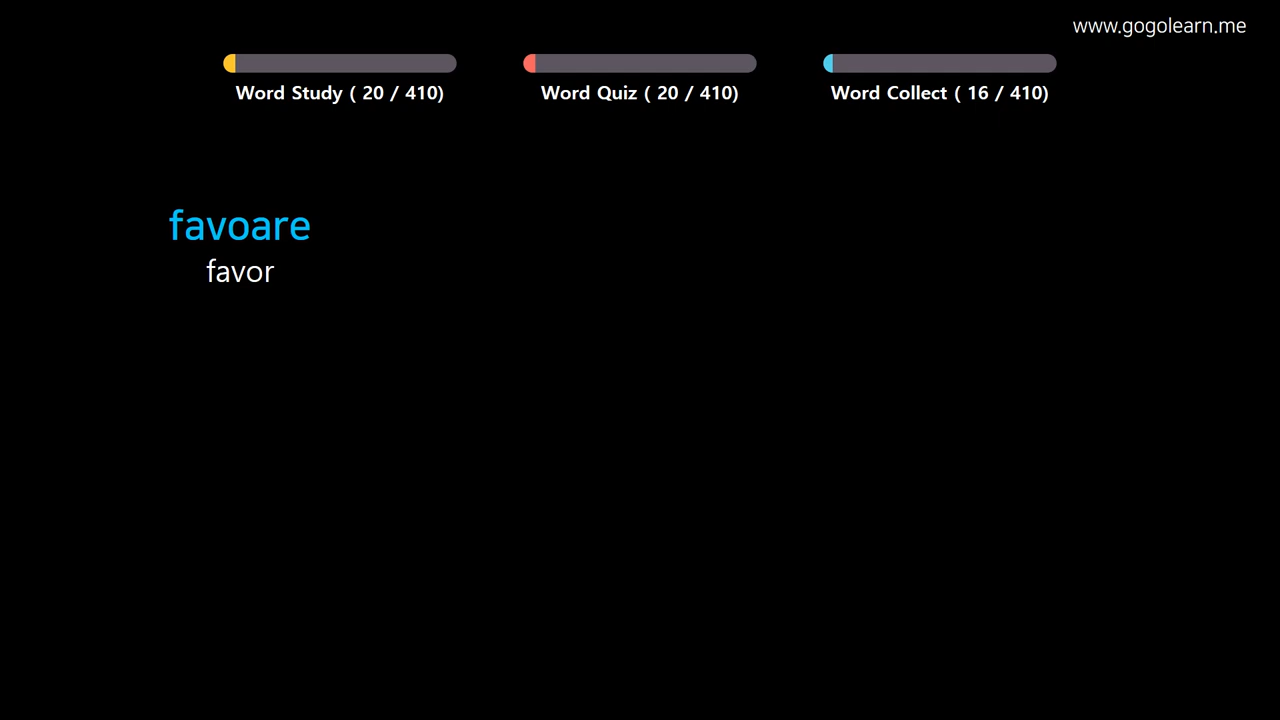 www.gogolearn.me
Word Study ( 20 / 410)
Word Quiz ( 20 / 410)
Word Collect ( 16 / 410)
favoare
favor